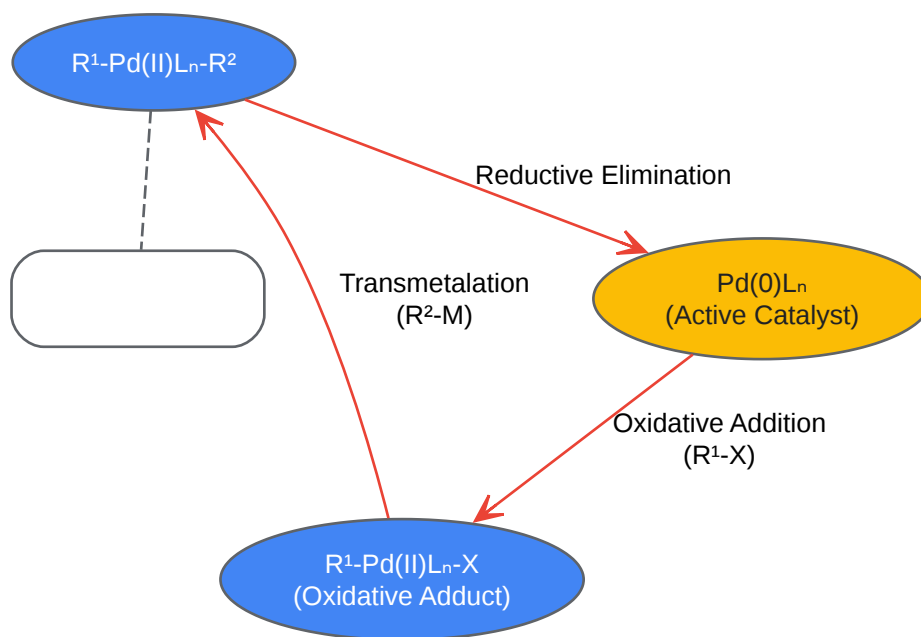 R¹-Pd(II)Lₙ-R²
Reductive Elimination
Transmetalation
(R²-M)
Pd(0)Lₙ
(Active Catalyst)
Oxidative Addition
(R¹-X)
R¹-Pd(II)Lₙ-X
(Oxidative Adduct)